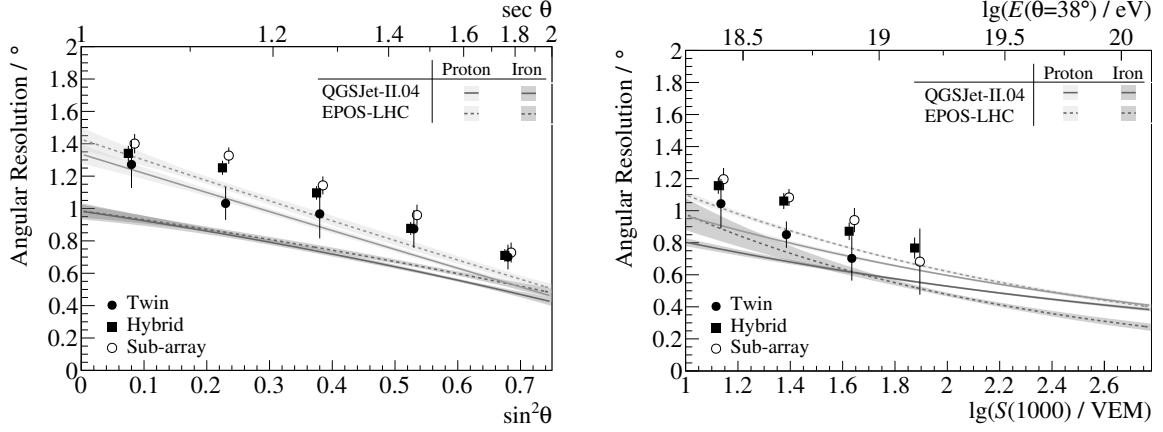 sec θ
1 1.2 1.4 1.6 1.8 2
Angular Resolution / °
2
1.8
1.6
1.4
1.2
1
0.8
0.6
0.4
0.2
0
Proton Iron
QGSJet-II.04
EPOS-LHC
Twin
Hybrid
Sub-array
0 0.1 0.2 0.3 0.4 0.5 0.6 0.7
sin²θ
lg(E(θ=38°) / eV)
18.5 19 19.5 20
Angular Resolution / °
2
1.8
1.6
1.4
1.2
1
0.8
0.6
0.4
0.2
0
Proton Iron
QGSJet-II.04
EPOS-LHC
Twin
Hybrid
Sub-array
1 1.2 1.4 1.6 1.8 2 2.2 2.4 2.6
lg(S(1000) / VEM)